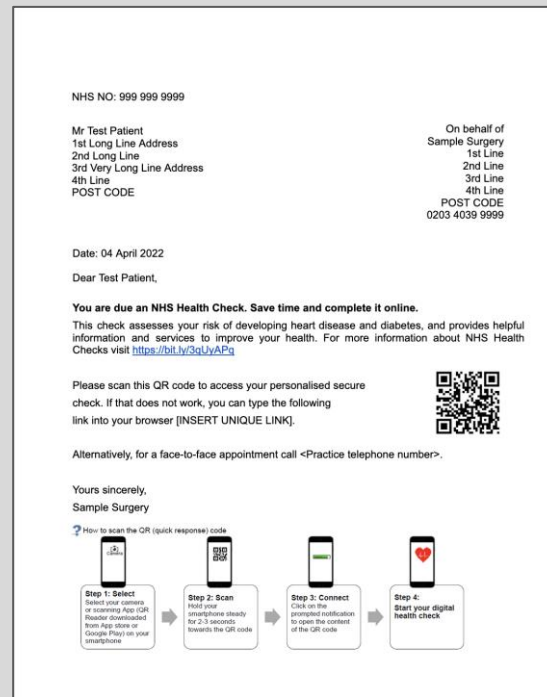 NHS NO: 999 999 9999
Mr Test Patient
1st Long Line Address
2nd Long Line
3rd Very Long Line Address
4th Line
POST CODE
On behalf of
Sample Surgery
1st Line
2nd Line
3rd Line
4th Line
POST CODE
0203 4039 9999
Date: 04 April 2022
Dear Test Patient,
You are due an NHS Health Check. Save time and complete it online.
This check assesses your risk of developing heart disease and diabetes, and provides helpful
information and services to improve your health. For more information about NHS Health
Checks visit https://bit.ly/3qUyAPq
Please scan this QR code to access your personalised secure
check. If that does not work, you can type the following
link into your browser [INSERT UNIQUE LINK].
Alternatively, for a face-to-face appointment call <Practice telephone number>.
Yours sincerely,
Sample Surgery
? How to scan the QR (quick response) code
Camera
Step 1: Select
Select your camera
or scanning App (QR
Reader downloaded
from App store or
Google Play) on your
smartphone
Step 2: Scan
Hold your
smartphone steady
for 2-3 seconds
towards the QR code
Step 3: Connect
Click on the
prompted notification
to open the content
of the QR code
Step 4:
Start your digital
health check